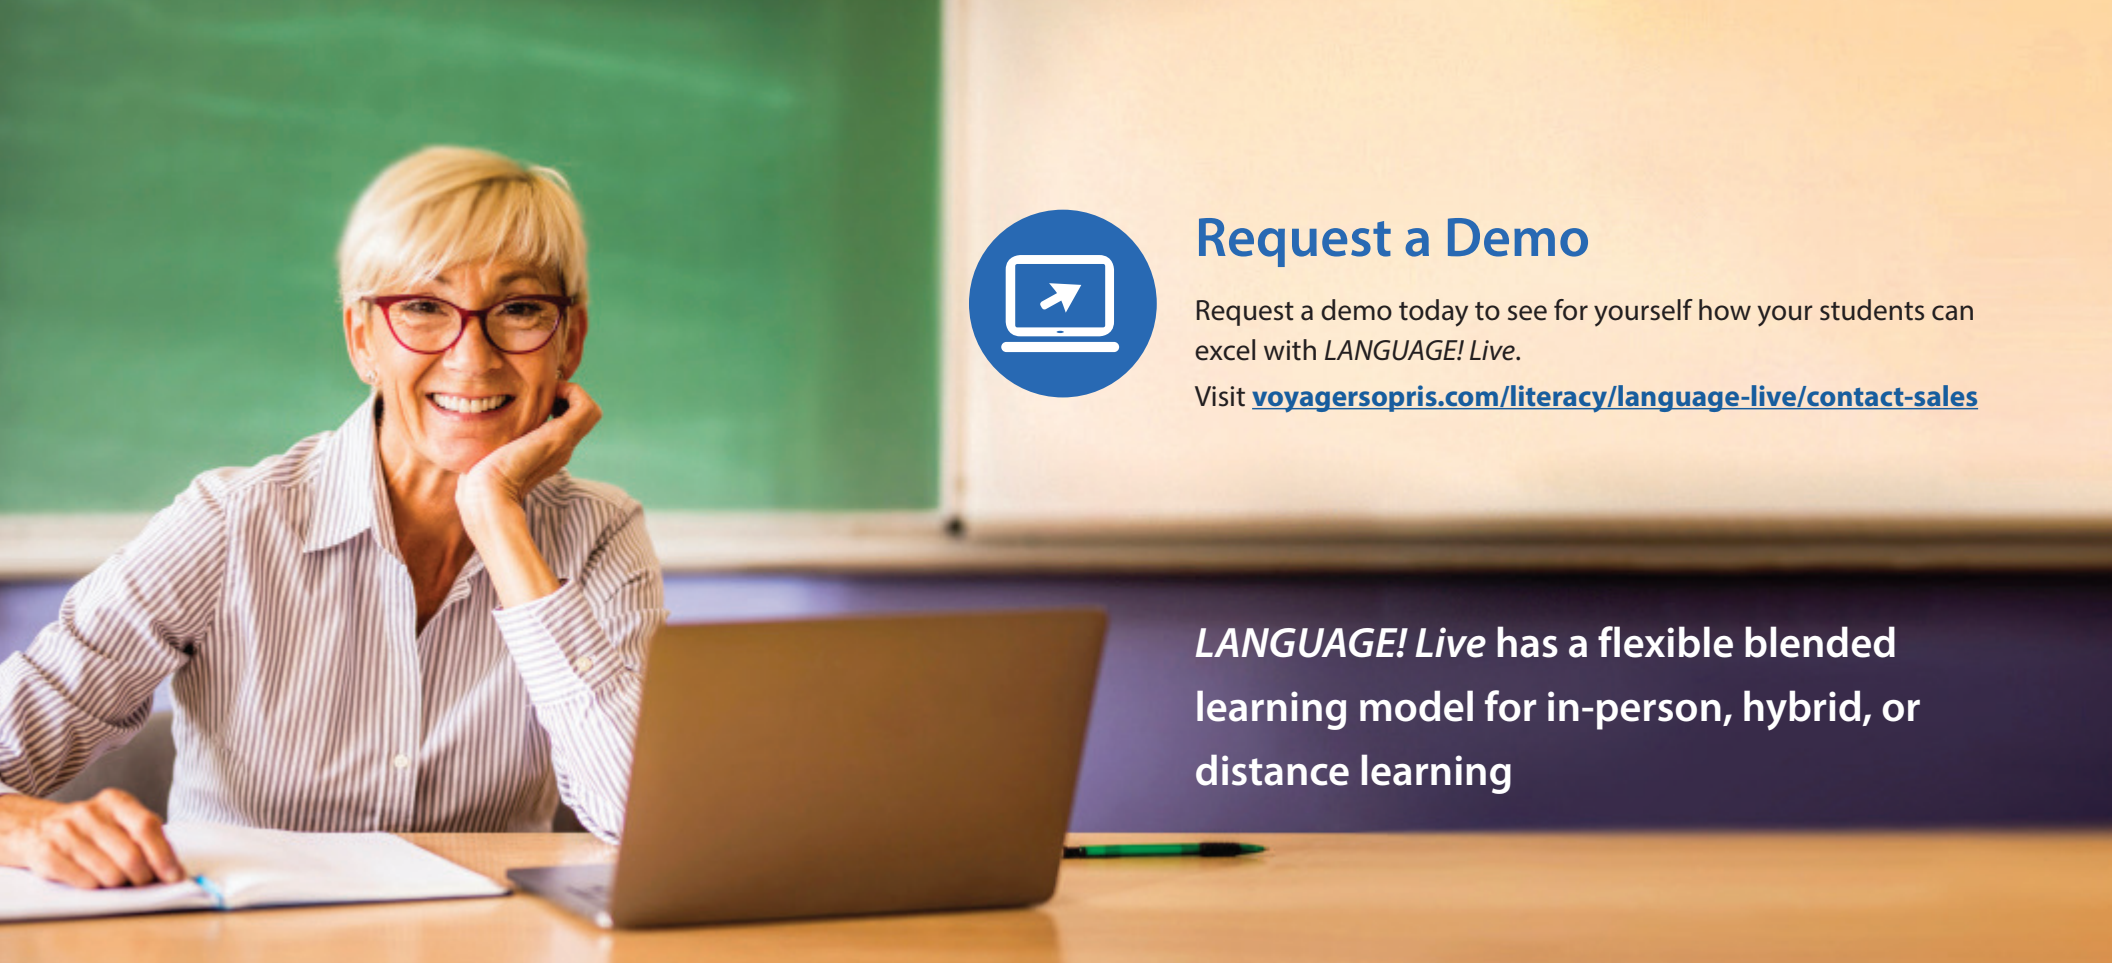 Request a Demo
Request a demo today to see for yourself how your students can
excel with LANGUAGE! Live.
Visit voyagersopris.com/literacy/language-live/contact-sales
LANGUAGE! Live has a flexible blended
learning model for in-person, hybrid, or
distance learning